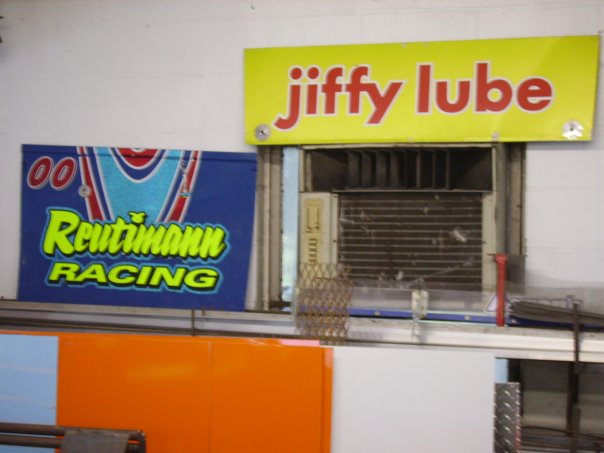 jiffy lube
00
Reutimann
RACING